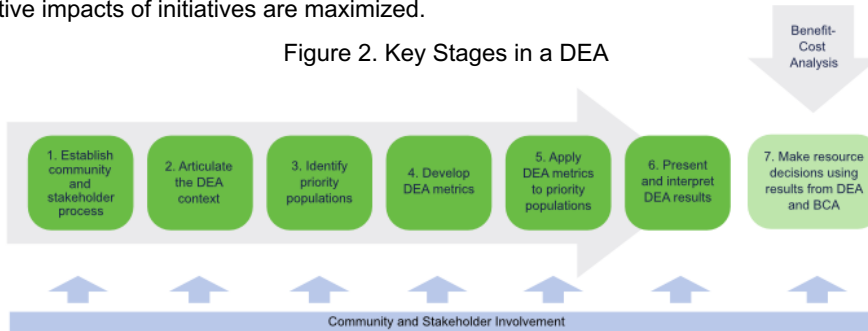 tive impacts of initiatives are maximized.
Figure 2. Key Stages in a DEA
Benefit-
Cost
Analysis
1. Establish
community
and
stakeholder
process
2. Articulate
the DEA
context
3. Identify
priority
populations
4. Develop
DEA metrics
5. Apply
DEA metrics
to priority
populations
6. Present
and interpret
DEA results
7. Make resource
decisions using
results from DEA
and BCA
Community and Stakeholder Involvement